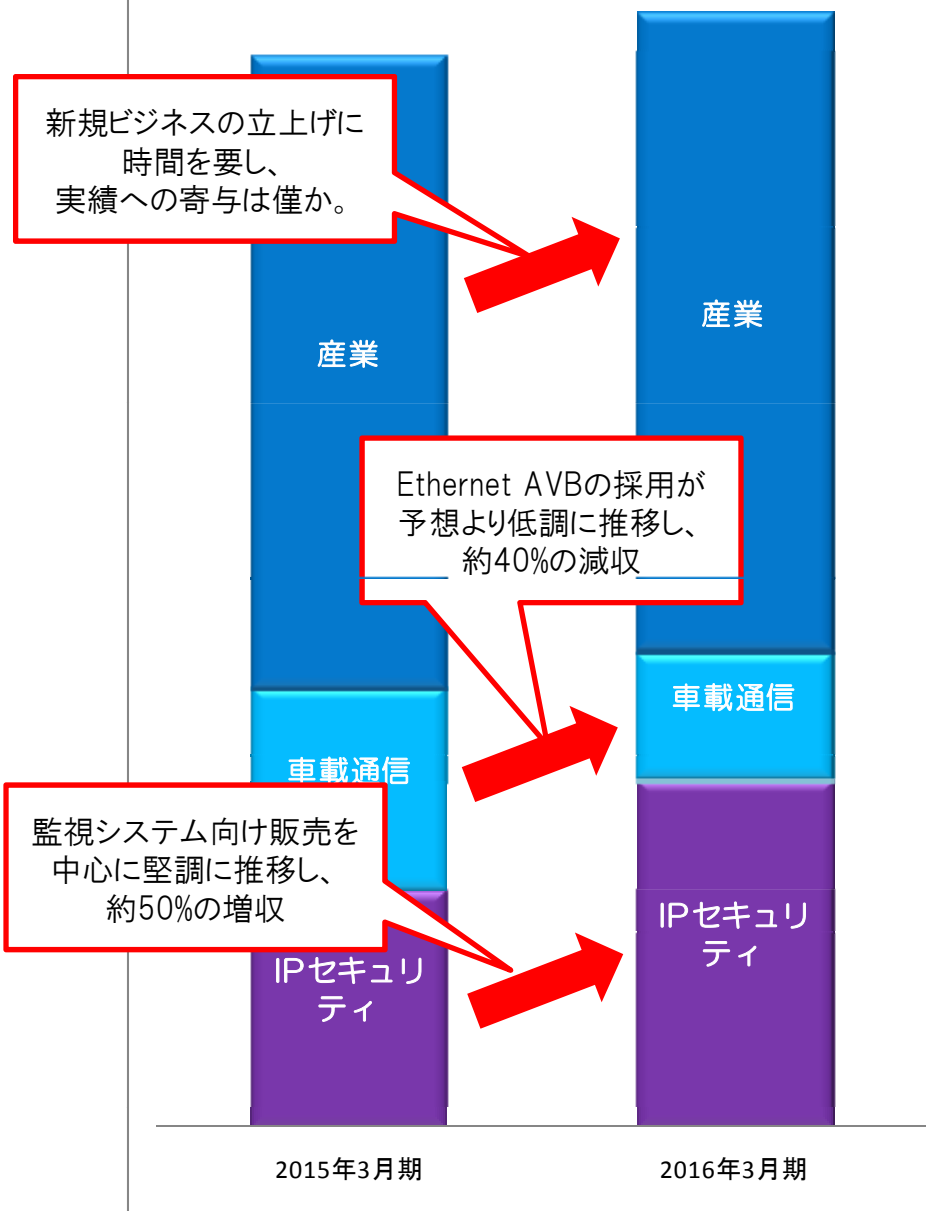 新規ビジネスの立上げに
時間を要し、
実績への寄与は僅か。
産業
産業
Ethernet AVBの採用が
予想より低調に推移し、
約40%の減収
車載通信
車載通信
監視システム向け販売を
中心に堅調に推移し、
約50%の増収
IPセキュリ
ティ
IPセキュリ
ティ
2015年3月期
2016年3月期